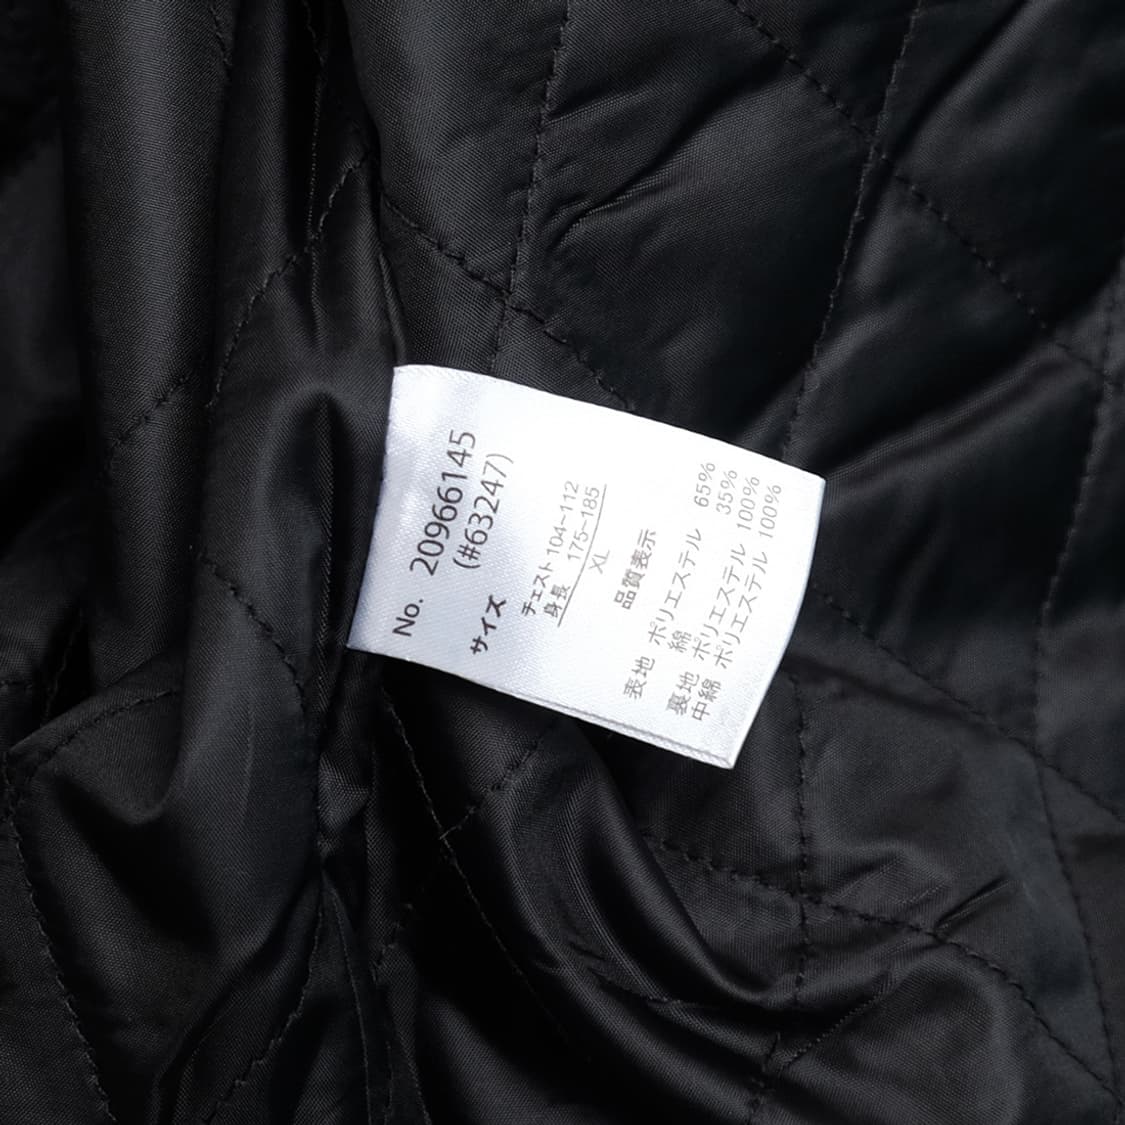 No. 20966145
(#63247)
サイズ
チェスト 104-112
身長 175-185
XL
品質表示
表地 ポリエステル 65%
綿 35%
裏地 ポリエステル 100%
中綿 ポリエステル 100%